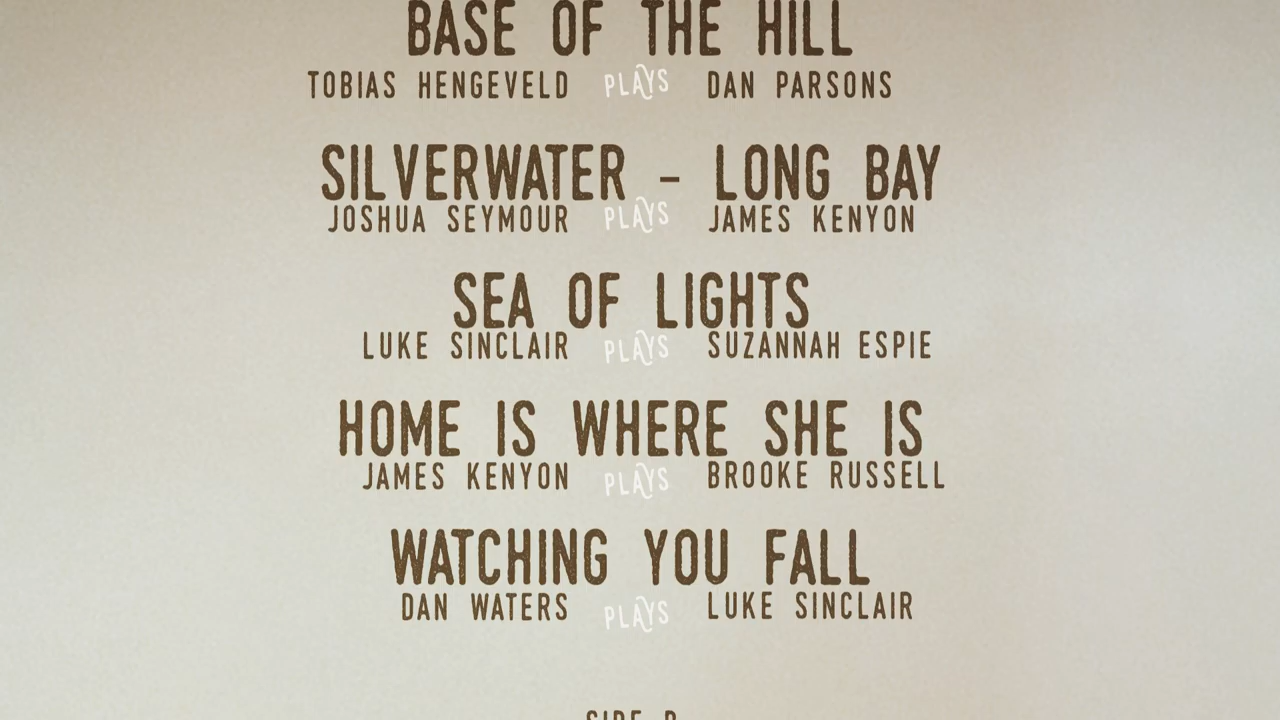 BASE OF THE HILL
TOBIAS HENGEVELD PLAYS DAN PARSONS
SILVERWATER - LONG BAY
JOSHUA SEYMOUR PLAYS JAMES KENYON
SEA OF LIGHTS
LUKE SINCLAIR PLAYS SUZANNAH ESPIE
HOME IS WHERE SHE IS
JAMES KENYON PLAYS BROOKE RUSSELL
WATCHING YOU FALL
DAN WATERS PLAYS LUKE SINCLAIR
SIDE B